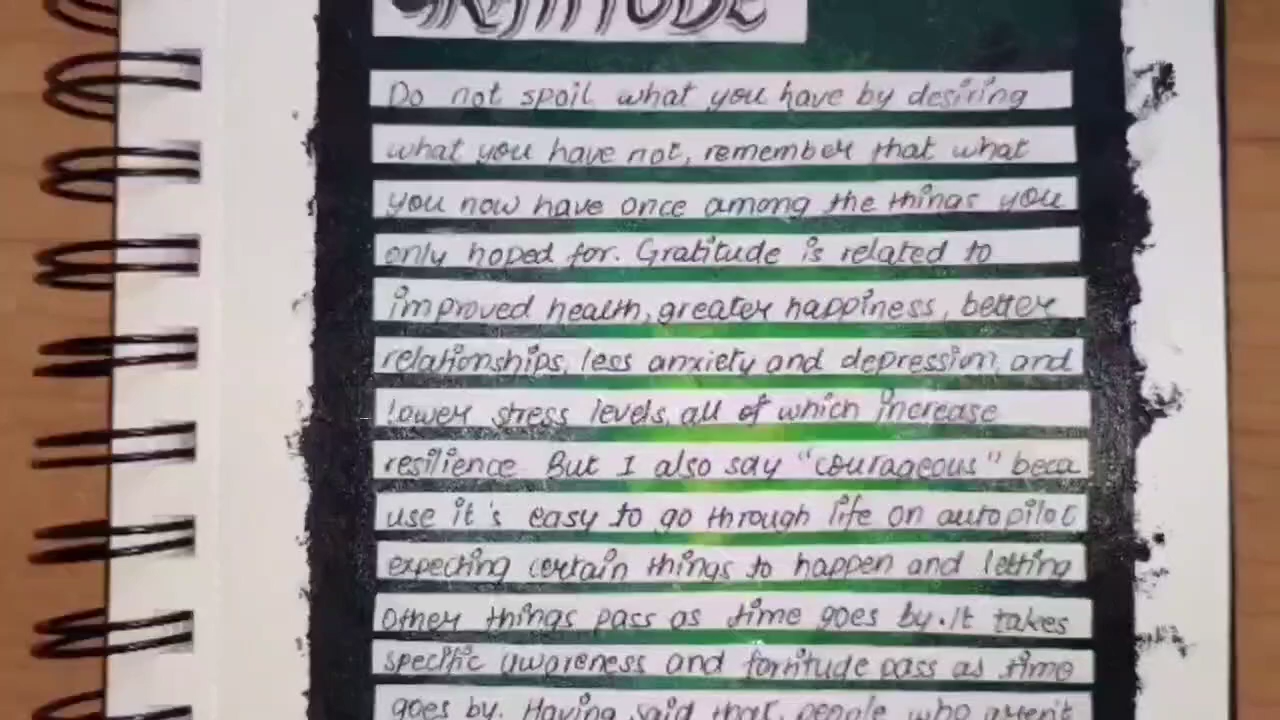 GRATITUDE
Do not spoil what you have by desiring
what you have not, remember that what
you now have once among the things you
only hoped for. Gratitude is related to
improved health, greater happiness, better
relationships, less anxiety and depression, and
lower stress levels, all of which increase
resilience. But I also say "courageous" beca
use it's easy to go through life on autopilot
expecting certain things to happen and letting
other things pass as time goes by. It takes
specific awareness and fortitude pass as time
goes by. Having said that, people who aren't